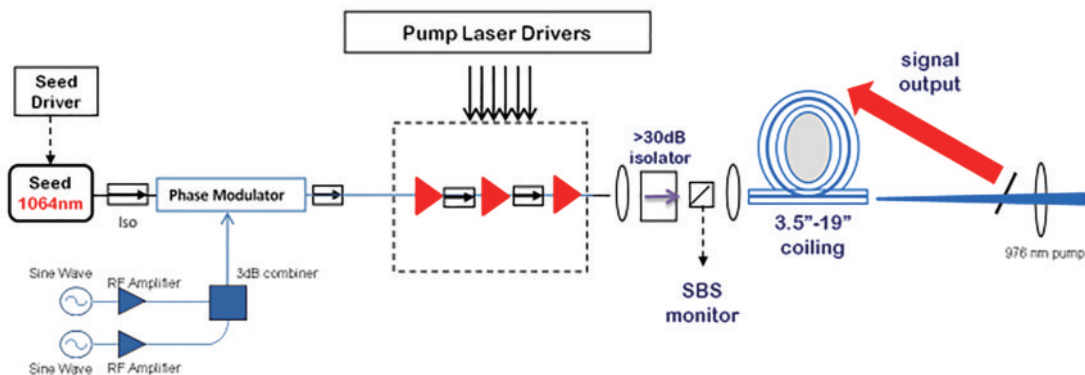 Pump Laser Drivers
signal
output
Seed
Driver
>30dB
isolator
Seed
1064nm
Iso
Phase Modulator
3.5”-19”
coiling
976 nm pump
3dB combiner
Sine Wave
RF Amplifier
SBS
monitor
Sine Wave
RF Amplifier